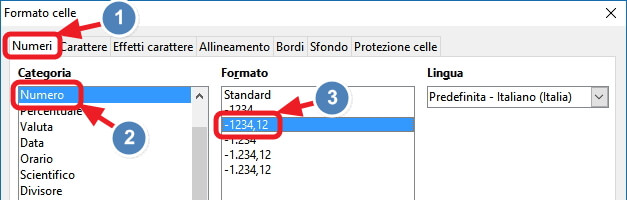 Formato celle
1
Numeri Carattere Effetti carattere Allineamento Bordi Sfondo Protezione celle
Categoria
Numero
Percentuale
Valuta
Data
Orario
Scientifico
Divisore
2
Formato
Standard
-1234
-1234,12
-1.234
-1.234,12
-1.234,12
3
Lingua
Predefinita - Italiano (Italia)